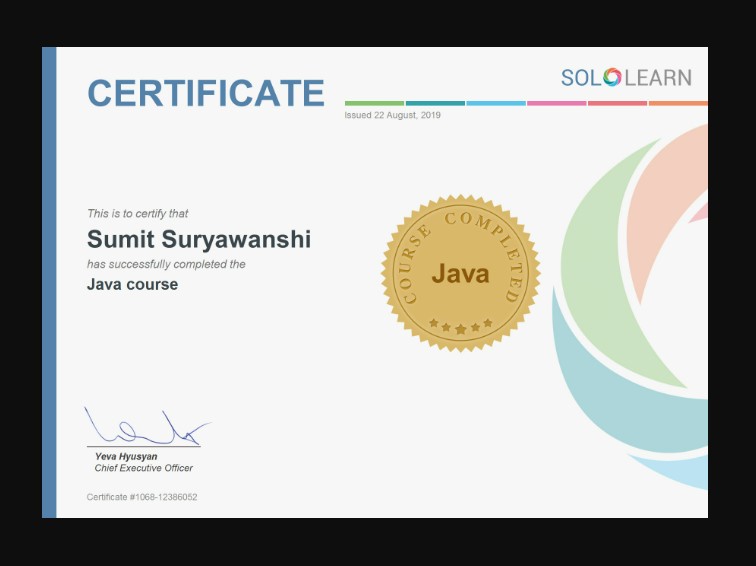 CERTIFICATE
SOLOLEARN
Issued 22 August, 2019
This is to certify that
Sumit Suryawanshi
has successfully completed the
Java course
COURSE COMPLETED
Java
Yeva Hyusyan
Chief Executive Officer
Certificate #1068-12386052